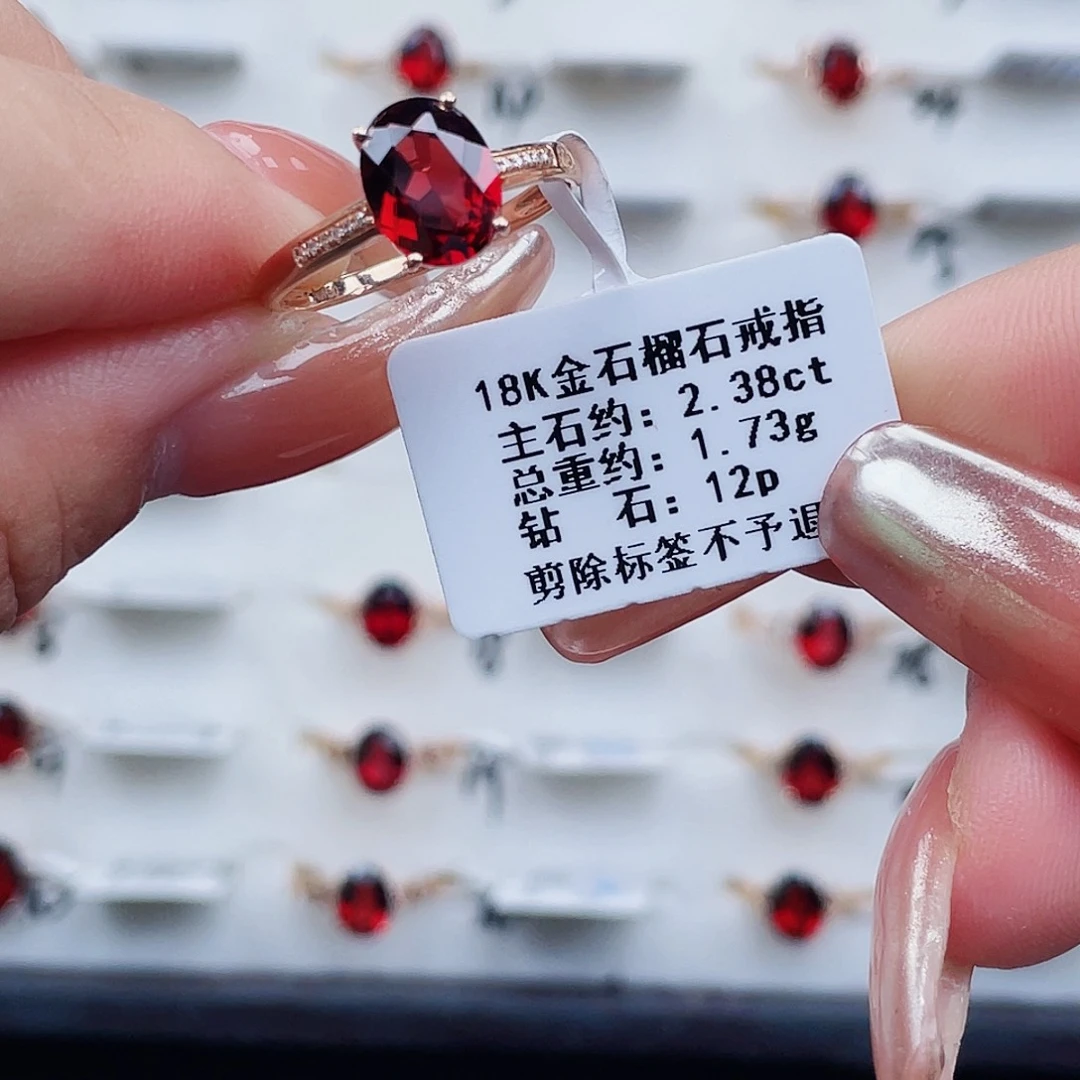 18K金石榴石戒指
主石约：2.38ct
总重约：1.73g
钻 石：12p
剪除标签不予退